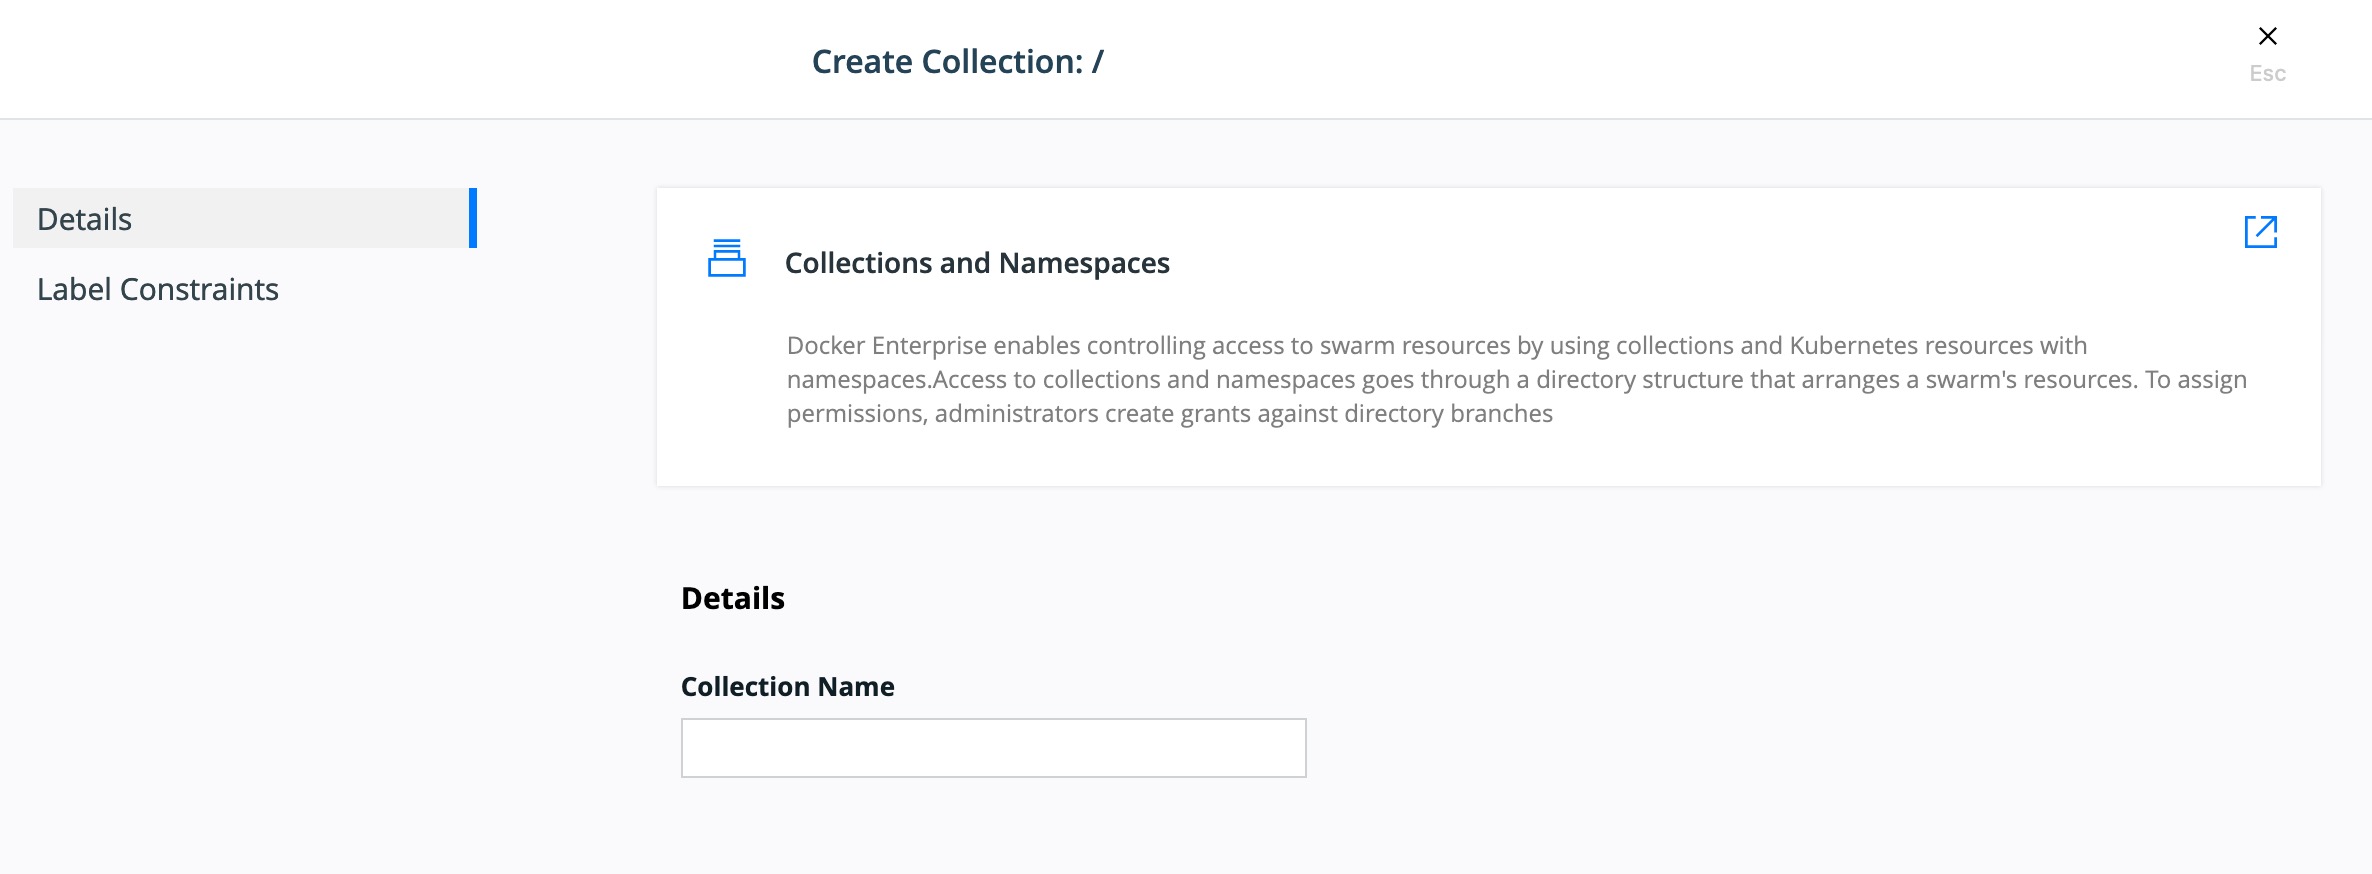 Create Collection: /
Esc
Details
Label Constraints
Collections and Namespaces
Docker Enterprise enables controlling access to swarm resources by using collections and Kubernetes resources with
namespaces.Access to collections and namespaces goes through a directory structure that arranges a swarm's resources. To assign
permissions, administrators create grants against directory branches
Details
Collection Name